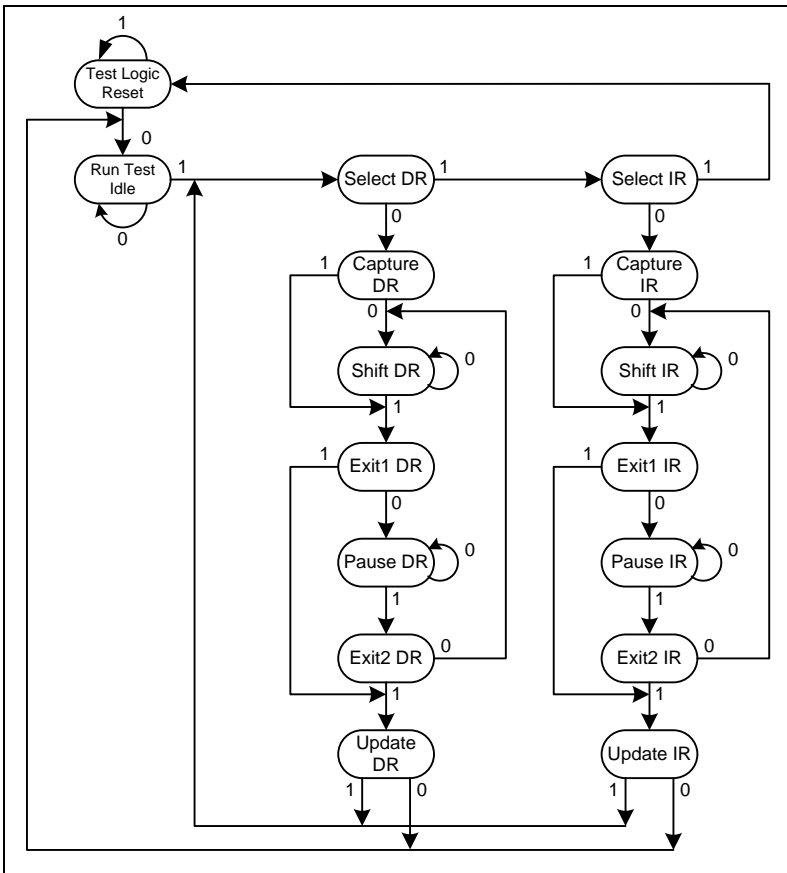 1
Test Logic
Reset
0
Run Test
Idle
1
0
Select DR
1
Select IR
1
0
0
1
Capture
DR
1
Capture
IR
0
0
Shift DR
0
Shift IR
0
1
1
1
Exit1 DR
1
Exit1 IR
0
0
Pause DR
0
Pause IR
0
1
1
Exit2 DR
0
Exit2 IR
0
1
1
Update
DR
Update IR
1
0
1
0